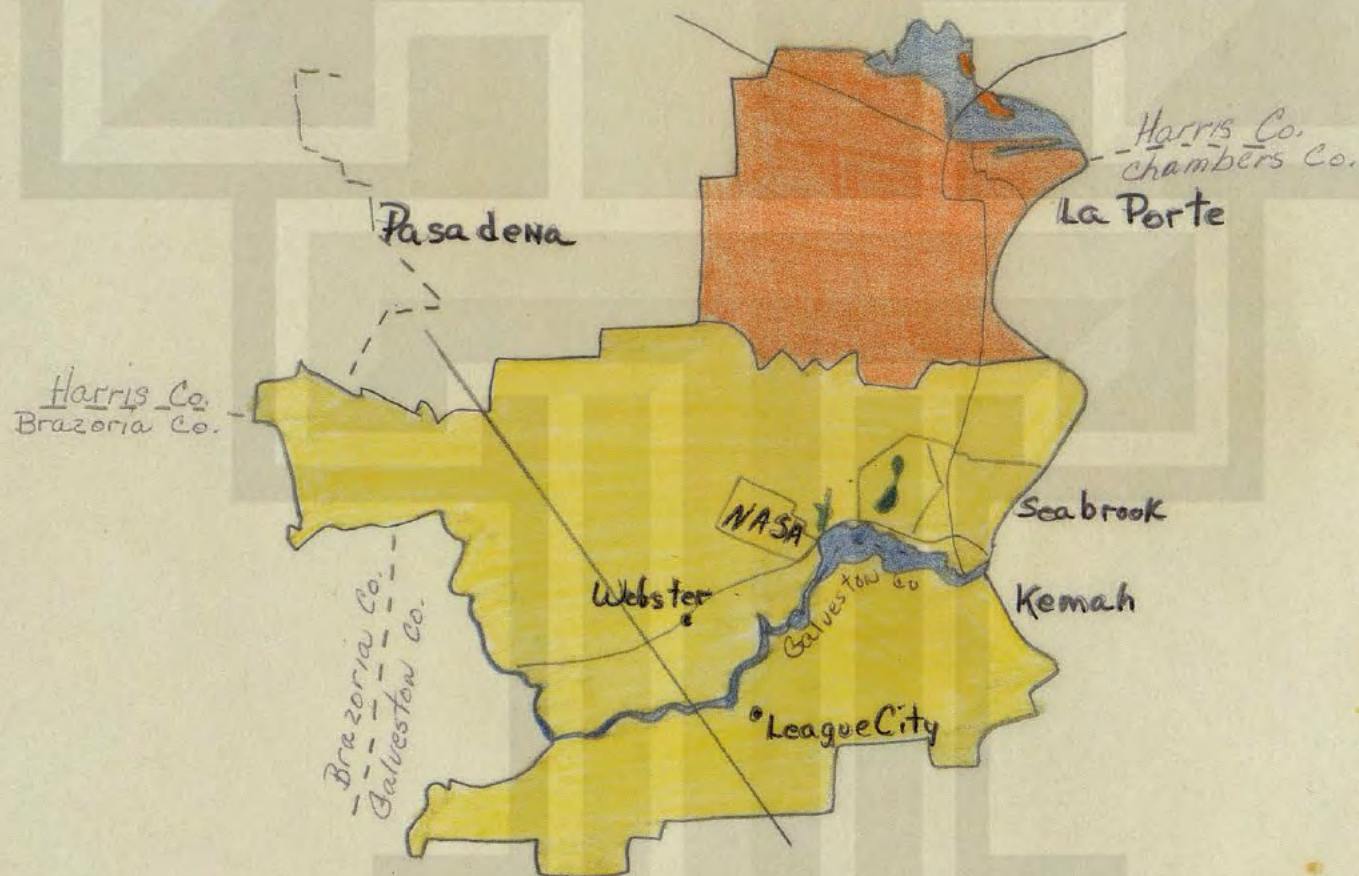 Harris Co.
Chambers Co.
La Porte
Pasadena
Harris Co.
Brazoria Co.
NASA
Seabrook
Webster
Galveston Co
Kemah
Brazoria Co.
Galveston Co.
League City